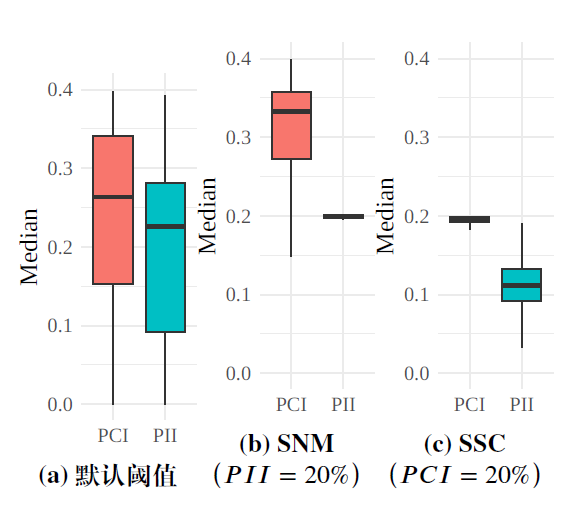 Median
0.4
0.3
0.2
0.1
0.0
PCI PII
(a) 默认阈值
Median
0.4
0.3
0.2
0.1
0.0
PCI PII
(b) SNM
(PII = 20%)
Median
0.4
0.3
0.2
0.1
0.0
PCI PII
(c) SSC
(PCI = 20%)